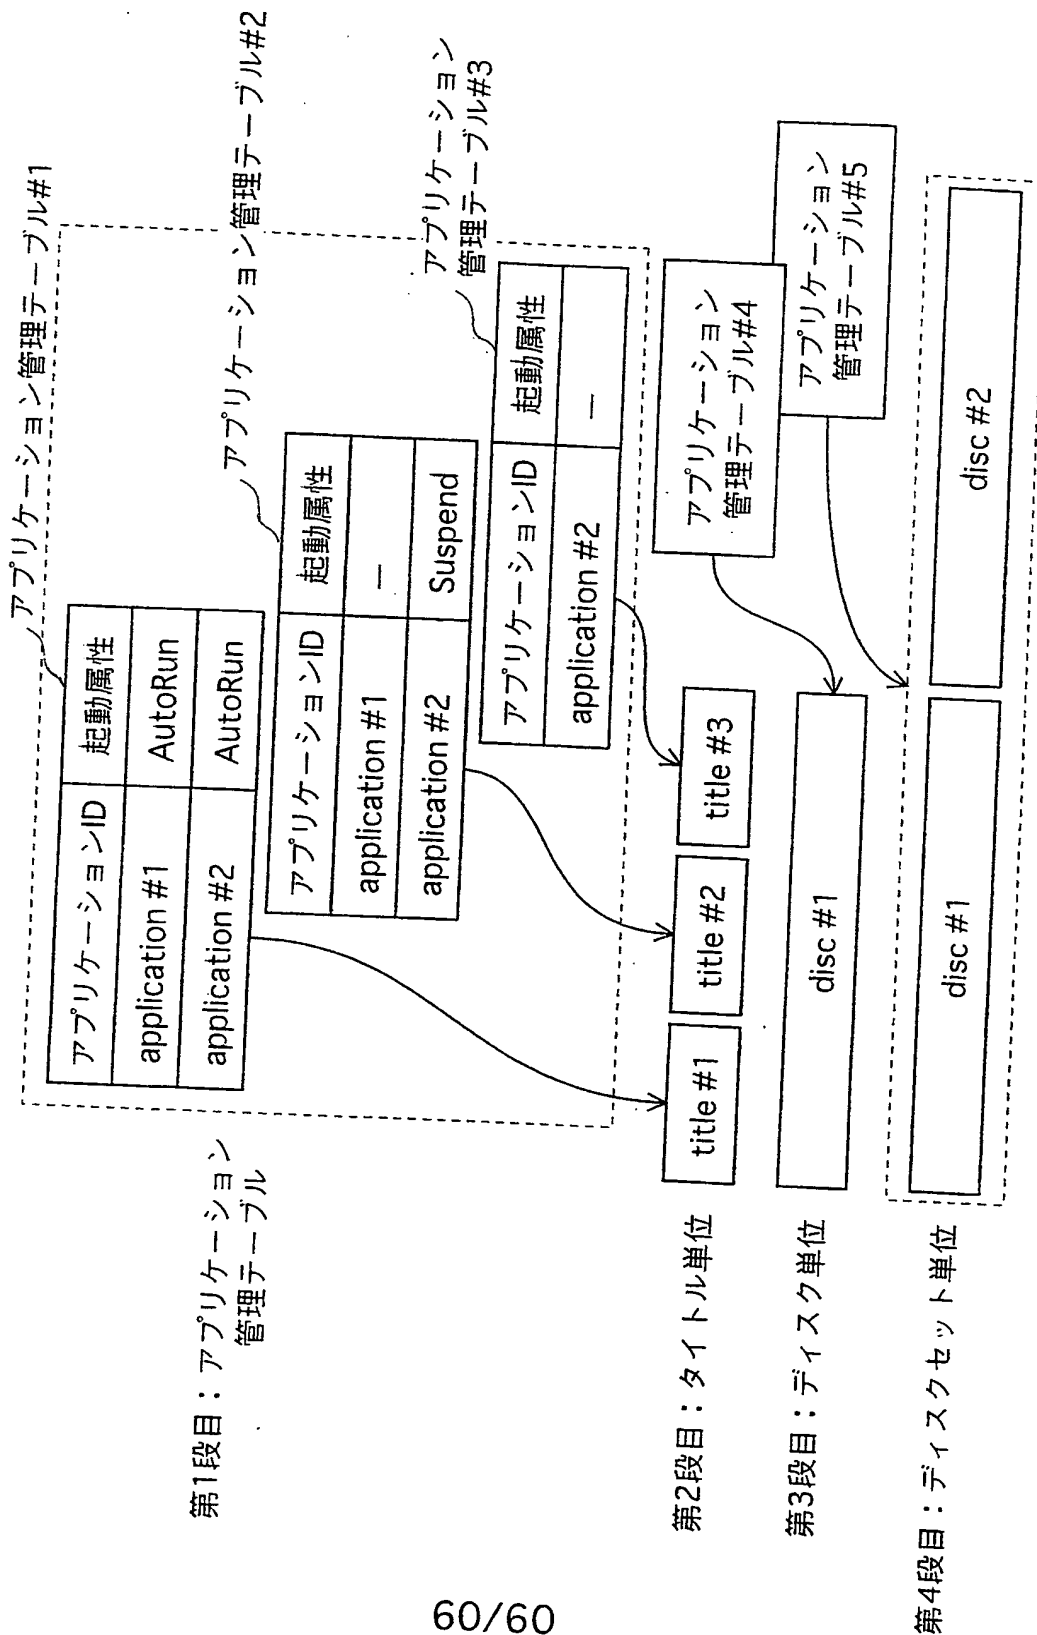 アプリケーション管理テーブル#1
アプリケーション管理テーブル#2
アプリケーション
管理テーブル#3
第1段目：アプリケーション
管理テーブル
アプリケーションID 起動属性
application #1 AutoRun
application #2 AutoRun
アプリケーションID 起動属性
application #1 —
application #2 Suspend
アプリケーションID 起動属性
application #2 —
第2段目：タイトル単位
title #1 title #2 title #3
アプリケーション
管理テーブル#4
第3段目：ディスク単位
disc #1
アプリケーション
管理テーブル#5
第4段目：ディスクセット単位
disc #1 disc #2
60/60